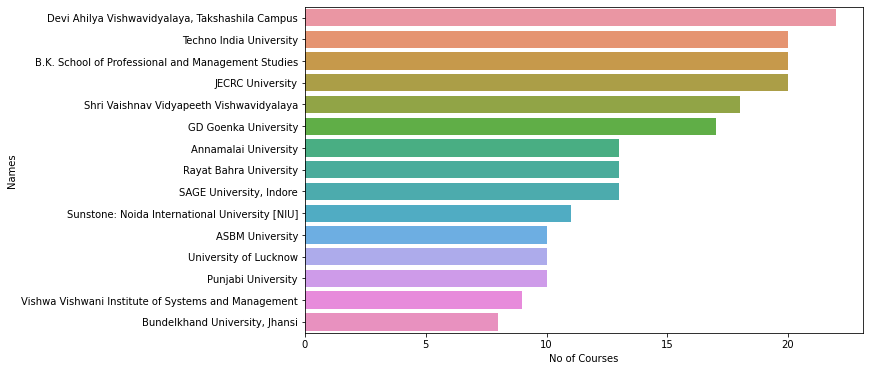 Devi Ahilya Vishwavidyalaya, Takshashila Campus
Techno India University
B.K. School of Professional and Management Studies
JECRC University
Shri Vaishnav Vidyapeeth Vishwavidyalaya
GD Goenka University
Annamalai University
Rayat Bahra University
SAGE University, Indore
Sunstone: Noida International University [NIU]
ASBM University
University of Lucknow
Punjabi University
Vishwa Vishwani Institute of Systems and Management
Bundelkhand University, Jhansi
Names
0 5 10 15 20
No of Courses